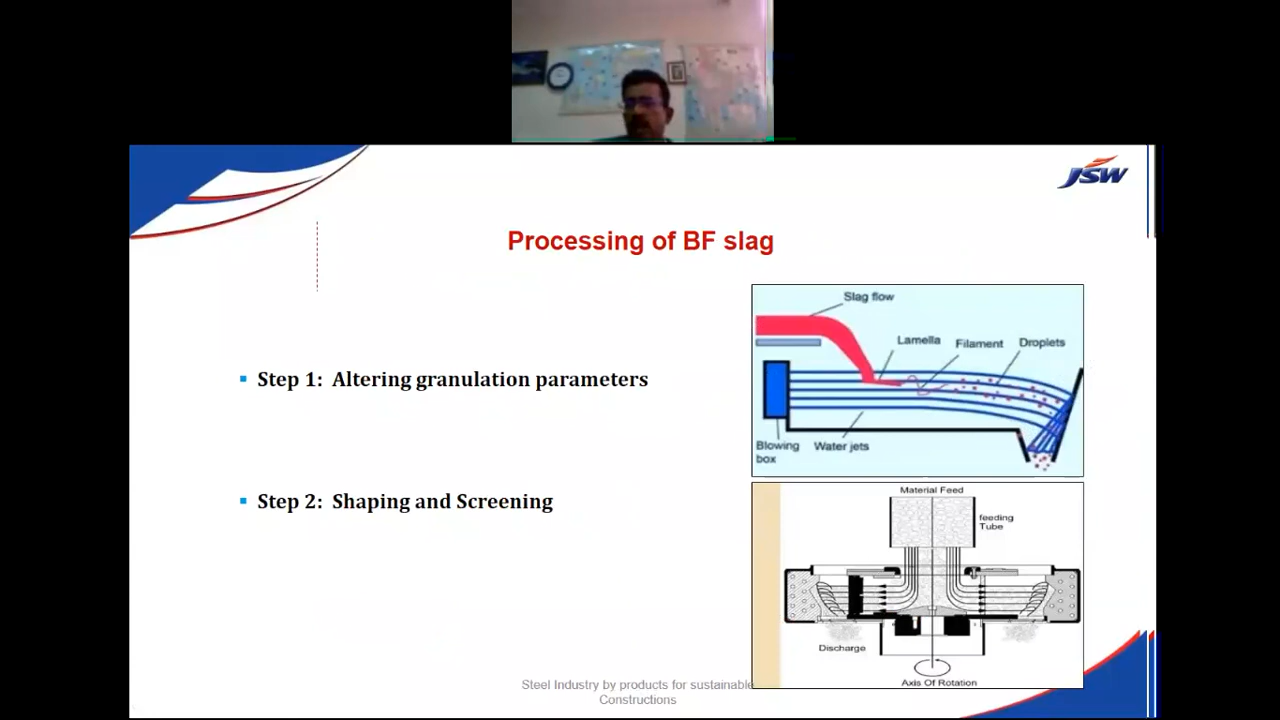 JSW
Processing of BF slag
Step 1: Altering granulation parameters
Step 2: Shaping and Screening
Slag flow
Lamella
Filament
Droplets
Blowing
box
Water jets
Material Feed
feeding
Tube
Discharge
Axis Of Rotation
Steel Industry by products for sustainable
Constructions